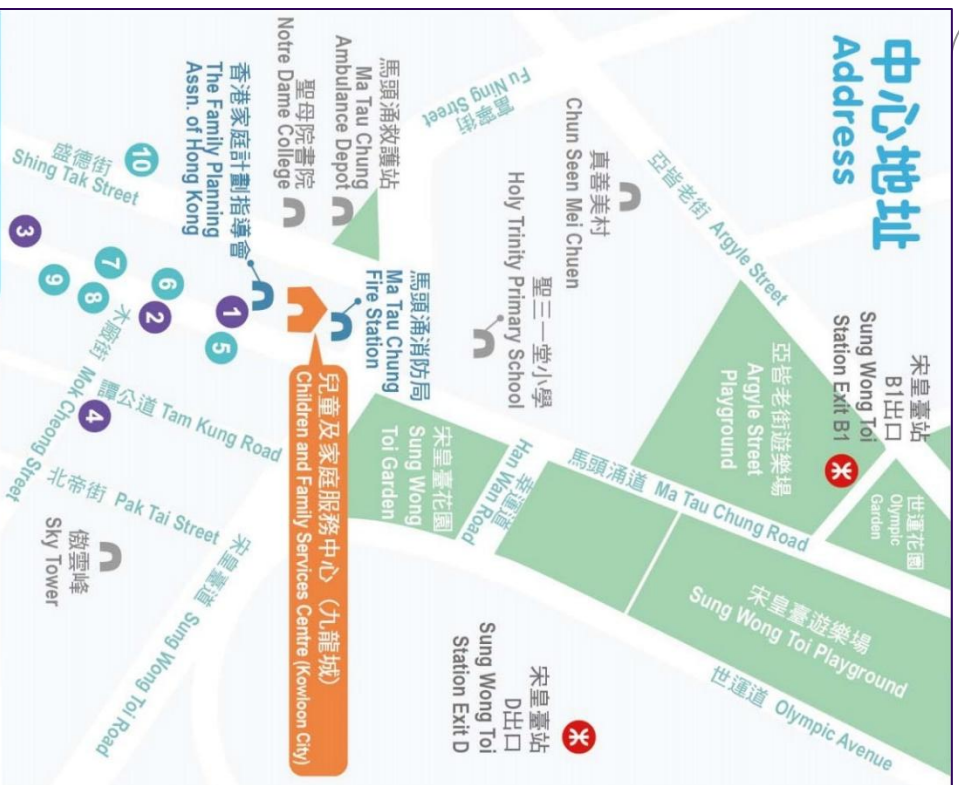 中心地址
Address
宋皇臺站
B1出口
Sung Wong Toi
Station Exit B1
世運花園
Olympic
Garden
亞皆老街 Argyle Street
亞皆老街遊樂場
Argyle Street
Playground
馬頭涌道 Ma Tau Chung Road
宋皇臺遊樂場
Sung Wong Toi Playground
世運道 Olympic Avenue
真善美村
Chun Seen Mei Chuen
聖三一堂小學
Holy Trinity Primary School
富寧街
Fu Ning Street
幸運道
Han Wan Road
宋皇臺站
D出口
Sung Wong Toi
Station Exit D
馬頭涌救護站
Ma Tau Chung
Ambulance Depot
馬頭涌消防局
Ma Tau Chung
Fire Station
宋皇臺花園
Sung Wong
Toi Garden
聖母院書院
Notre Dame College
兒童及家庭服務中心（九龍城）
Children and Family Services Centre (Kowloon City)
香港家庭計劃指導會
The Family Planning
Assn. of Hong Kong
1
5
6
2
10
7
8
9
3
4
盛德街
Shing Tak Street
木廠街 Mok Cheong Street
譚公道 Tam Kung Road
北帝街 Pak Tai Street
宋皇臺道 Sung Wong Toi Road
傲雲峰
Sky Tower